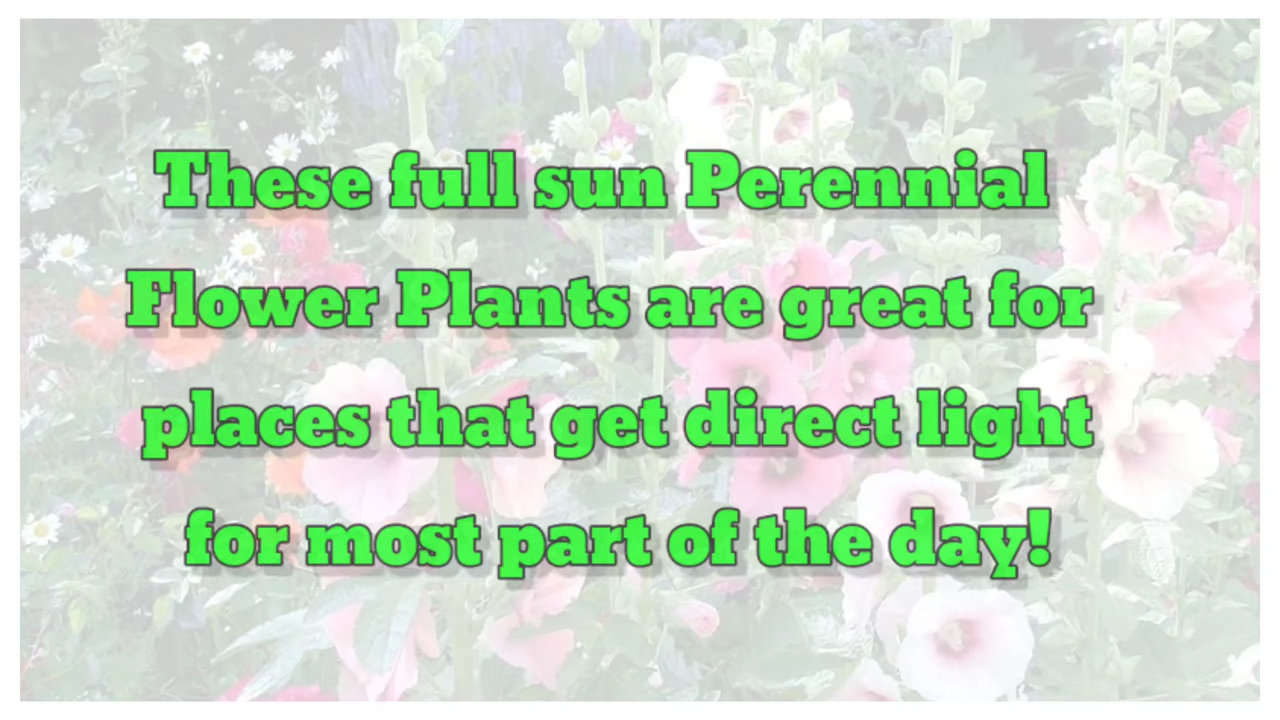 These full sun Perennial
Flower Plants are great for
places that get direct light
for most part of the day!